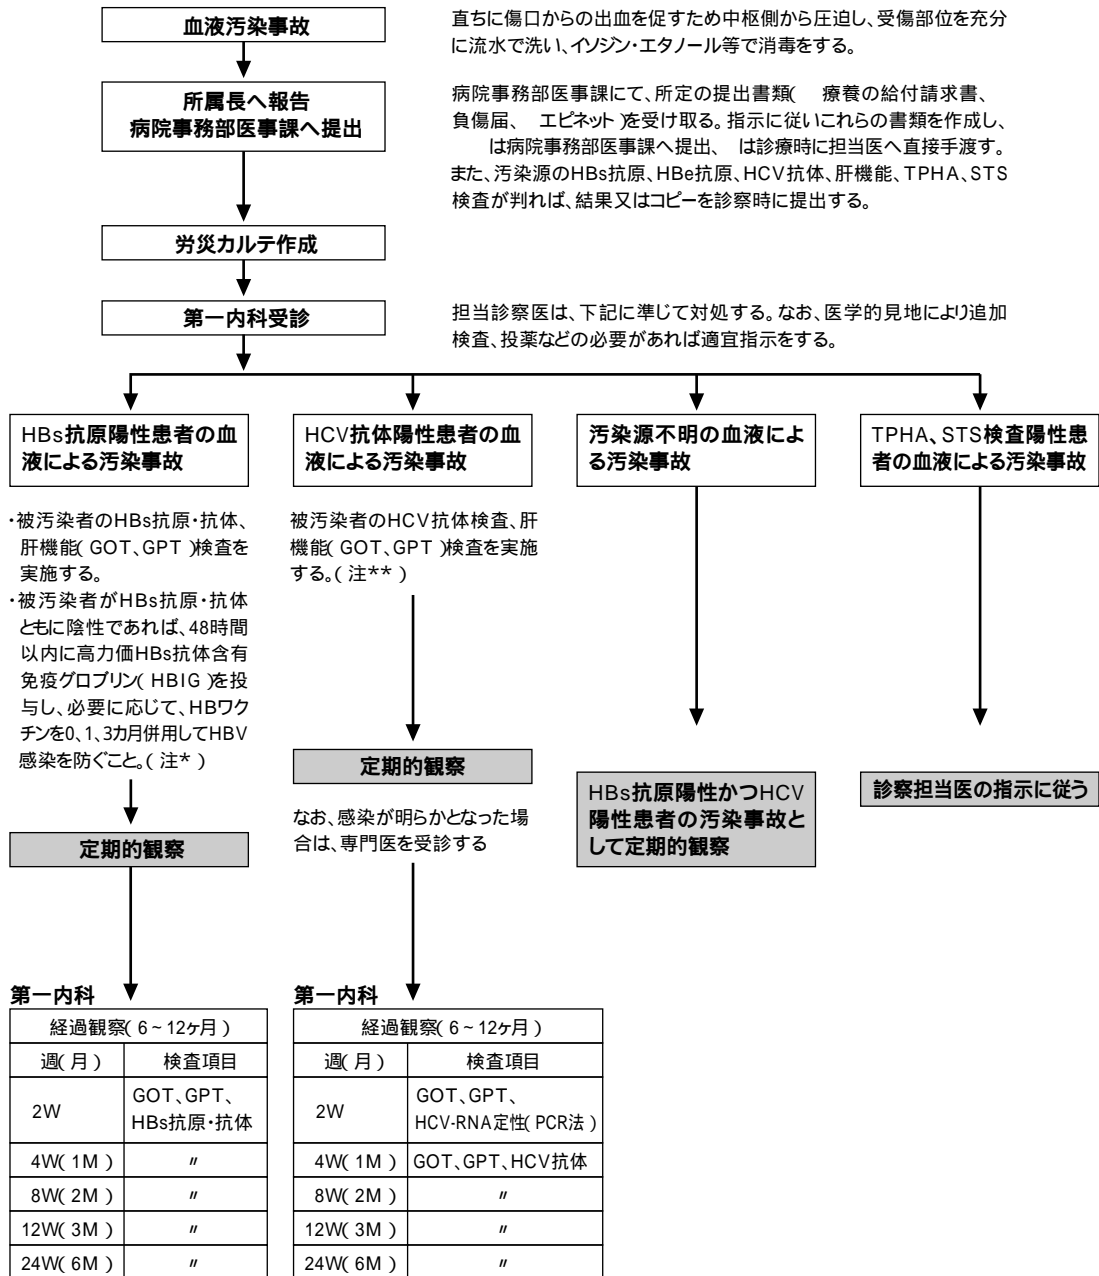 血液汚染事故
直ちに傷口からの出血を促すため中枢側から圧迫し、受傷部位を充分
に流水で洗い、イソジン・エタノール等で消毒をする。
所属長へ報告
病院事務部医事課へ提出
病院事務部医事課にて、所定の提出書類( 療養の給付請求書、
負傷届、 エピネット )を受け取る。指示に従いこれらの書類を作成し、
は病院事務部医事課へ提出、 は診療時に担当医へ直接手渡す。
また、汚染源のHBs抗原、HBe抗原、HCV抗体、肝機能、TPHA、STS
検査が判れば、結果又はコピーを診察時に提出する。
労災カルテ作成
第一内科受診
担当診察医は、下記に準じて対処する。なお、医学的見地により追加
検査、投薬などの必要があれば適宜指示をする。
HBs抗原陽性患者の血
液による汚染事故
・被汚染者のHBs抗原・抗体、
肝機能( GOT、GPT )検査を
実施する。
・被汚染者がHBs抗原・抗体
ともに陰性であれば、48時間
以内に高力価HBs抗体含有
免疫グロブリン( HBIG )を投
与し、必要に応じて、HBワク
チンを0、1、3カ月併用してHBV
感染を防ぐこと。( 注* )
定期的観察
HCV抗体陽性患者の血
液による汚染事故
被汚染者のHCV抗体検査、肝
機能( GOT、GPT )検査を実施
する。( 注** )
定期的観察
なお、感染が明らかとなった場
合は、専門医を受診する
汚染源不明の血液によ
る汚染事故
HBs抗原陽性かつHCV
陽性患者の汚染事故と
して定期的観察
TPHA、STS検査陽性患
者の血液による汚染事故
診察担当医の指示に従う
第一内科
経過観察( 6~12ヶ月 )
週( 月 ) 検査項目
2W GOT、GPT、
HBs抗原・抗体
4W( 1M ) 〃
8W( 2M ) 〃
12W( 3M ) 〃
24W( 6M ) 〃
第一内科
経過観察( 6~12ヶ月 )
週( 月 ) 検査項目
2W GOT、GPT、
HCV-RNA定性( PCR法 )
4W( 1M ) GOT、GPT、HCV抗体
8W( 2M ) 〃
12W( 3M ) 〃
24W( 6M ) 〃